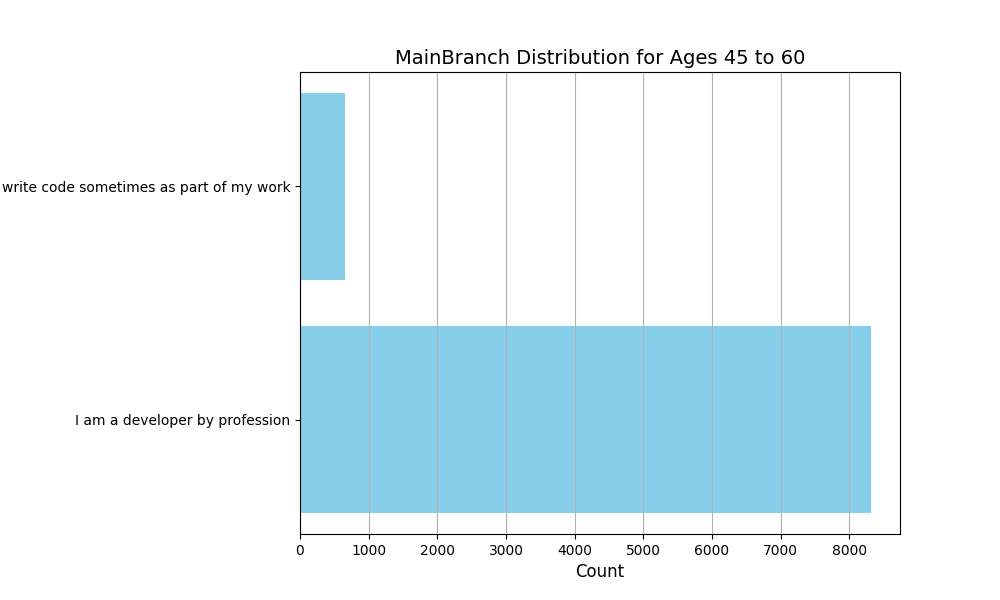 MainBranch Distribution for Ages 45 to 60
write code sometimes as part of my work
I am a developer by profession
0 1000 2000 3000 4000 5000 6000 7000 8000
Count